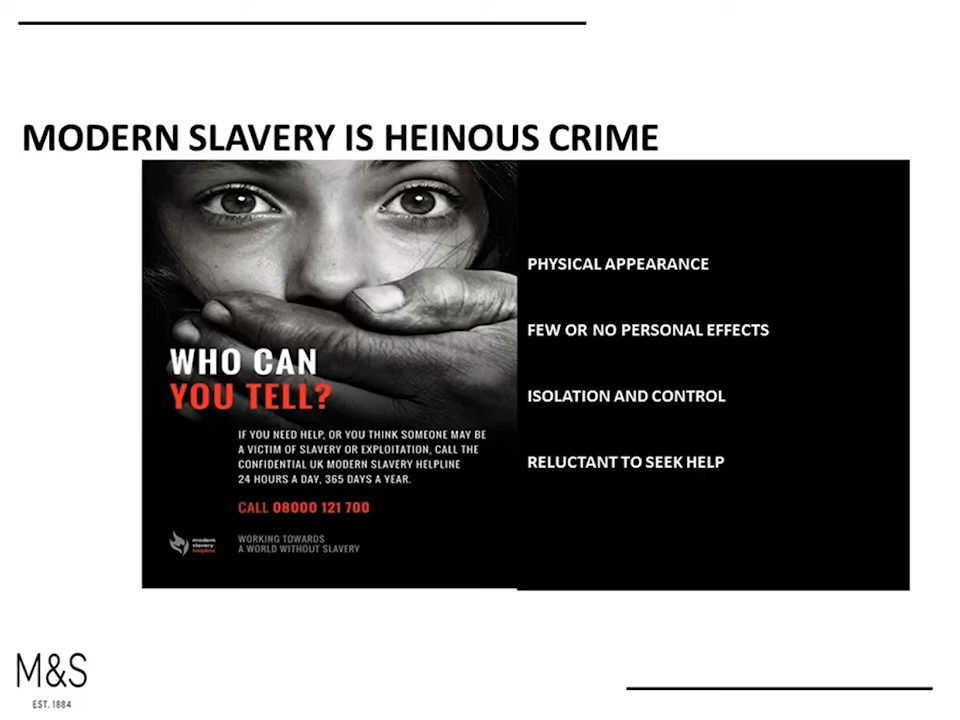 MODERN SLAVERY IS HEINOUS CRIME
WHO CAN
YOU TELL?
IF YOU NEED HELP, OR YOU THINK SOMEONE MAY BE
A VICTIM OF SLAVERY OR EXPLOITATION, CALL THE
CONFIDENTIAL UK MODERN SLAVERY HELPLINE
24 HOURS A DAY, 365 DAYS A YEAR.
CALL 08000 121 700
modern
slavery
helpline
WORKING TOWARDS
A WORLD WITHOUT SLAVERY
PHYSICAL APPEARANCE
FEW OR NO PERSONAL EFFECTS
ISOLATION AND CONTROL
RELUCTANT TO SEEK HELP
M&S
EST. 1884